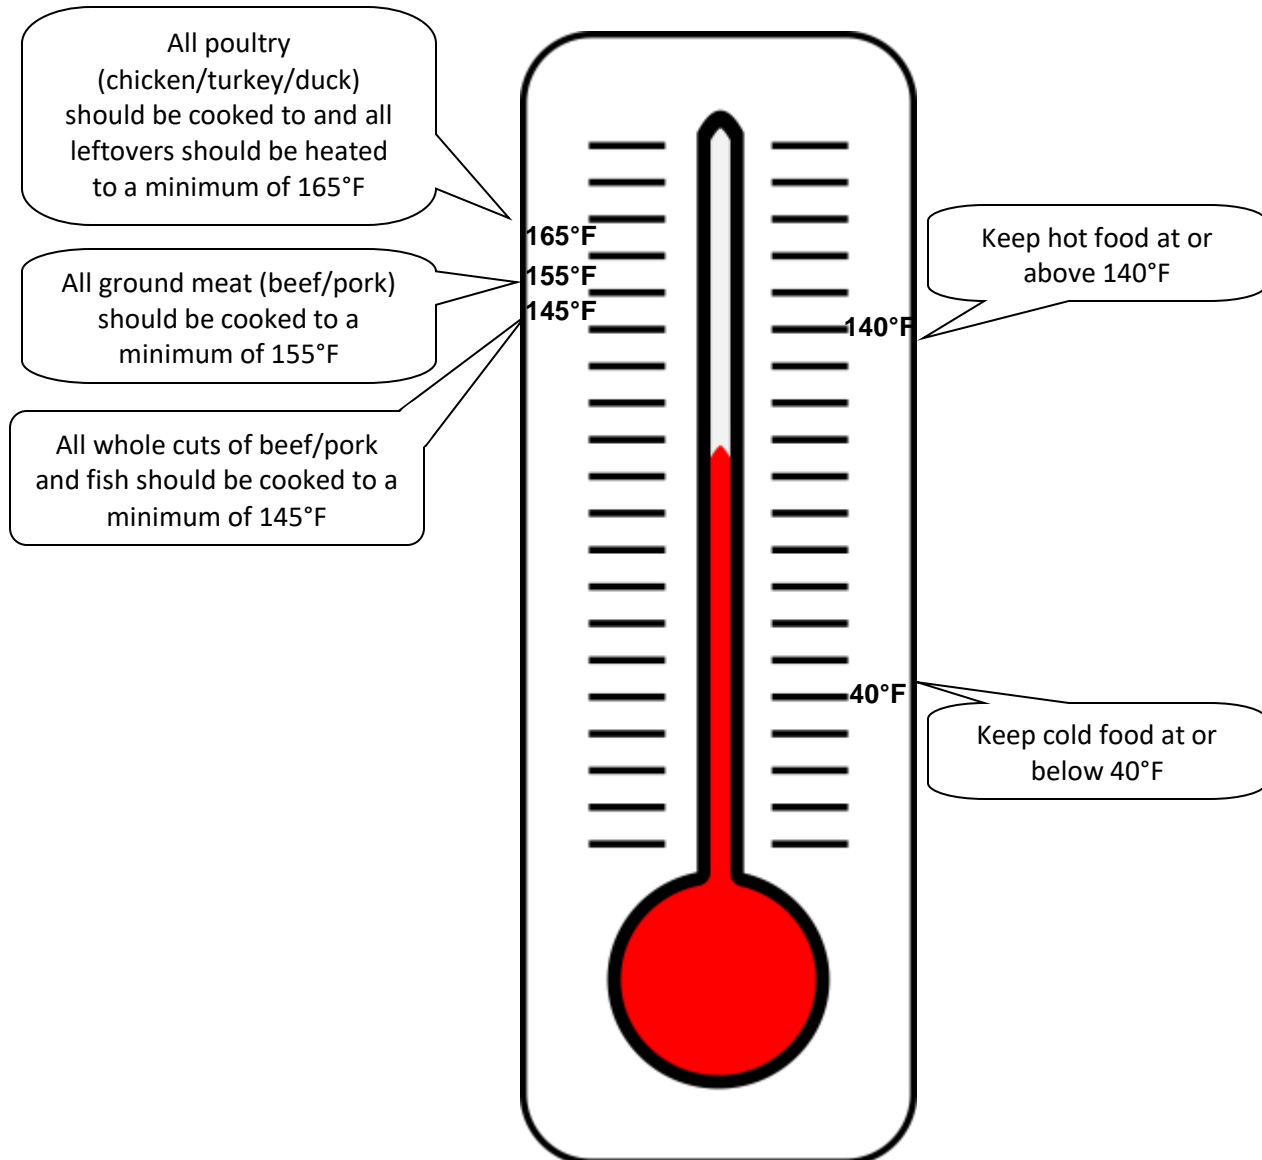 All poultry
(chicken/turkey/duck)
should be cooked to and all
leftovers should be heated
to a minimum of 165°F
All ground meat (beef/pork)
should be cooked to a
minimum of 155°F
All whole cuts of beef/pork
and fish should be cooked to a
minimum of 145°F
165°F
155°F
145°F
140°F
40°F
Keep hot food at or
above 140°F
Keep cold food at or
below 40°F